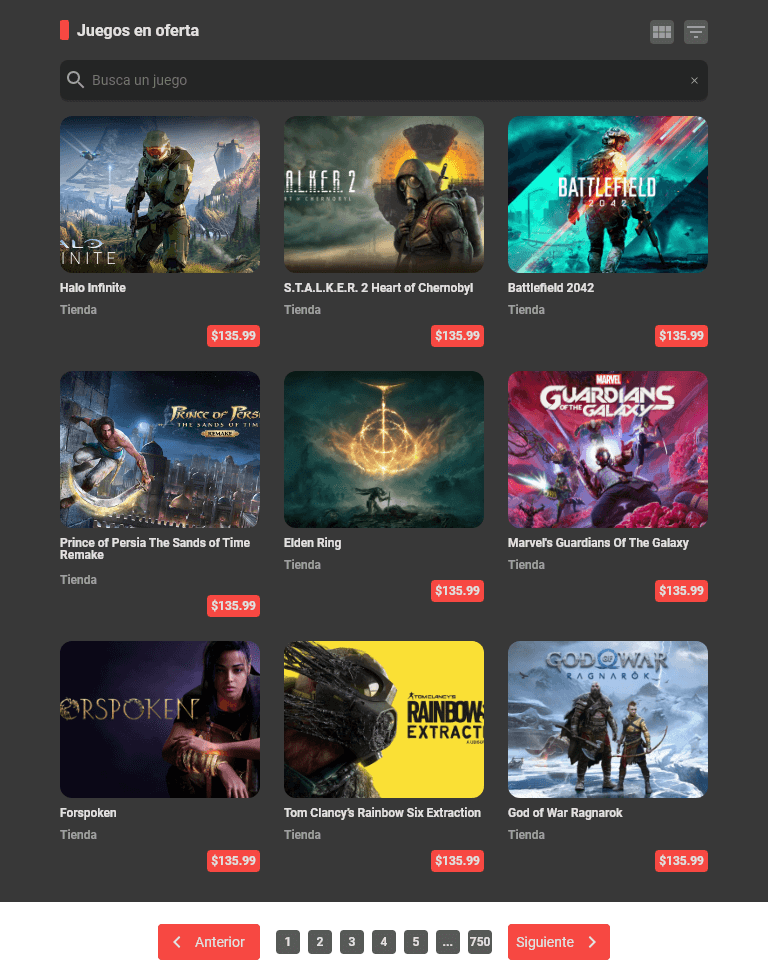 Juegos en oferta
Busca un juego ×
HALO
INFINITE
S.T.A.L.K.E.R. 2
HEART OF CHERNOBYL
BATTLEFIELD
2042
Halo Infinite
S.T.A.L.K.E.R. 2 Heart of Chernobyl
Battlefield 2042
Tienda
Tienda
Tienda
$135.99
$135.99
$135.99
PRINCE OF PERS
THE SANDS OF TIM
REMAKE
MARVEL
GUARDIANS
OF THE GALAXY
Prince of Persia The Sands of Time
Remake
Elden Ring
Marvel's Guardians Of The Galaxy
Tienda
Tienda
Tienda
$135.99
$135.99
$135.99
ORSPOKEN
TOM CLANCY'S
RAINBOW
EXTRACTI
GOD OF WAR
RAGNARÖK
Forspoken
Tom Clancy's Rainbow Six Extraction
God of War Ragnarok
Tienda
Tienda
Tienda
$135.99
$135.99
$135.99
Anterior 1 2 3 4 5 ... 750 Siguiente